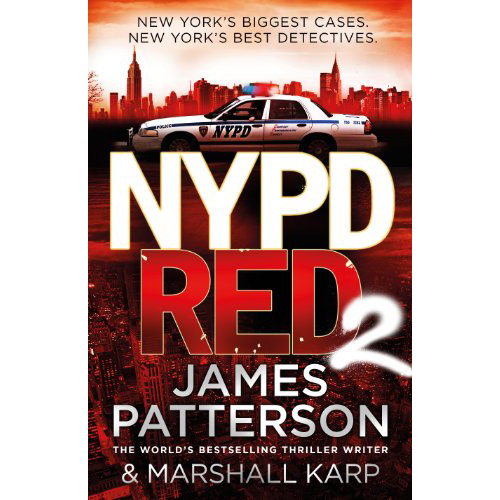 NEW YORK'S BIGGEST CASES.
NEW YORK'S BEST DETECTIVES.
NYPD
NYPD
RED
2
JAMES
PATTERSON
THE WORLD'S BESTSELLING THRILLER WRITER
& MARSHALL KARP